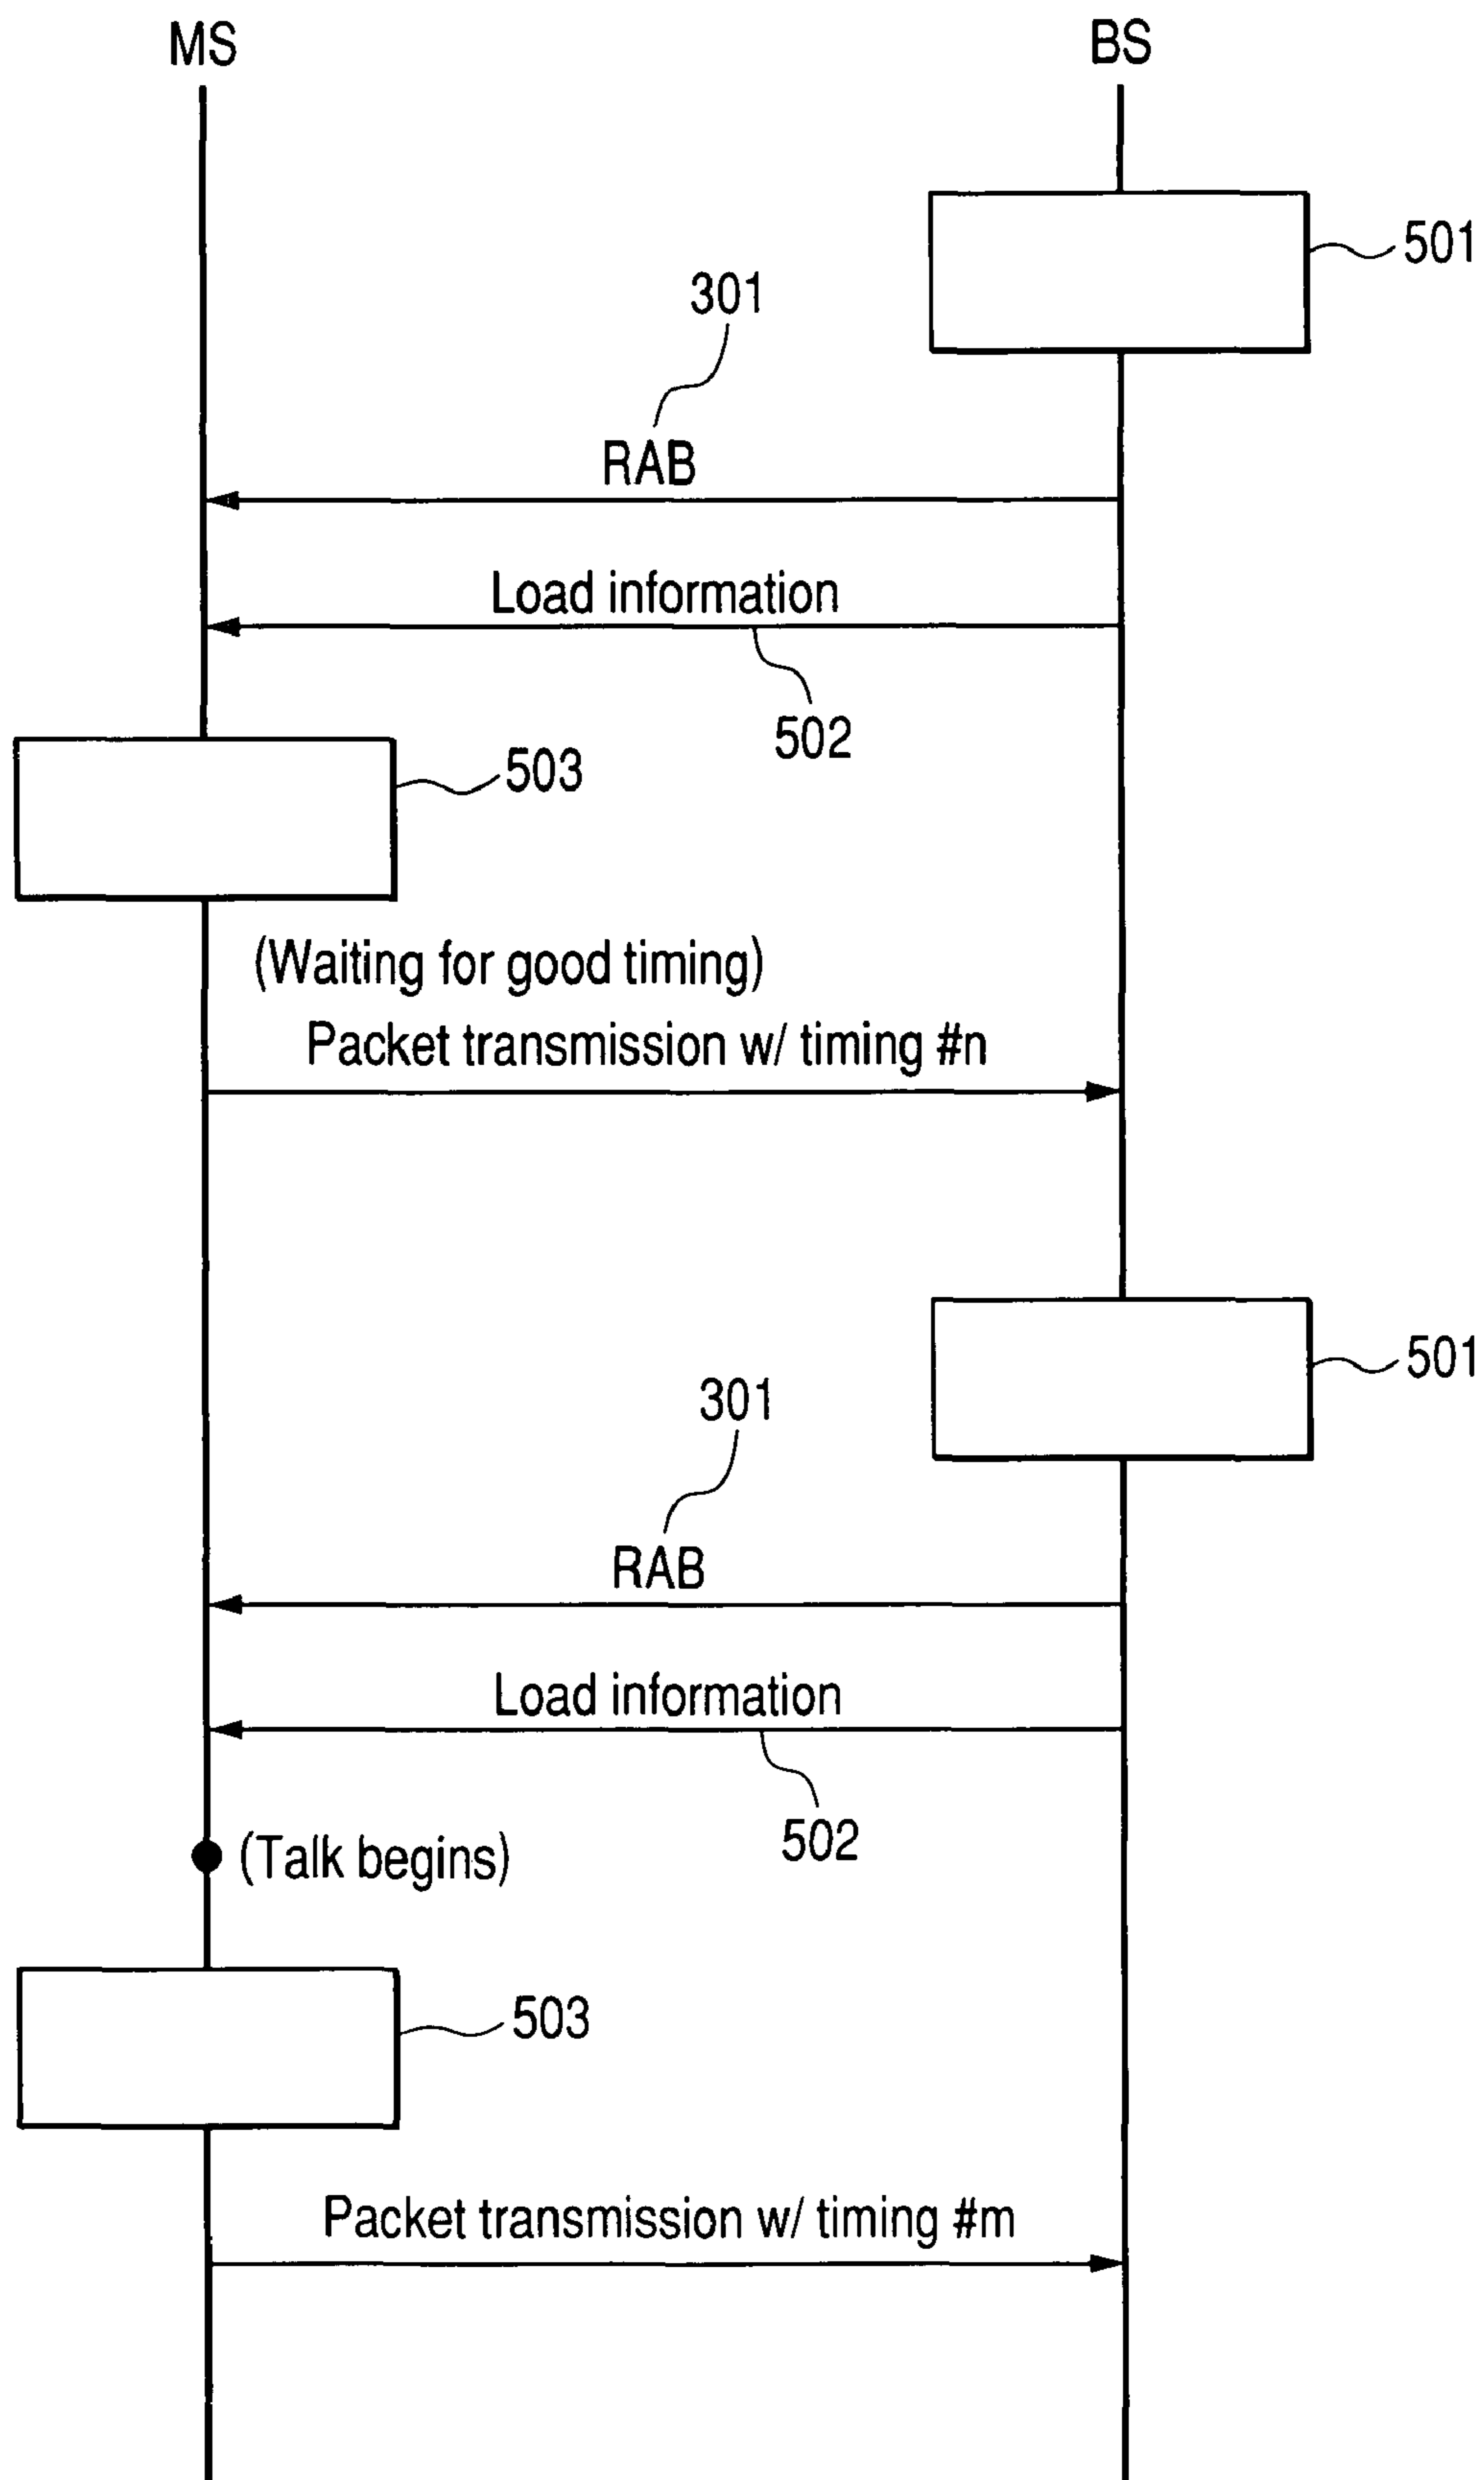 MS
BS
501
301
RAB
Load information
502
503
(Waiting for good timing)
Packet transmission w/ timing #n
501
301
RAB
Load information
502
(Talk begins)
503
Packet transmission w/ timing #m